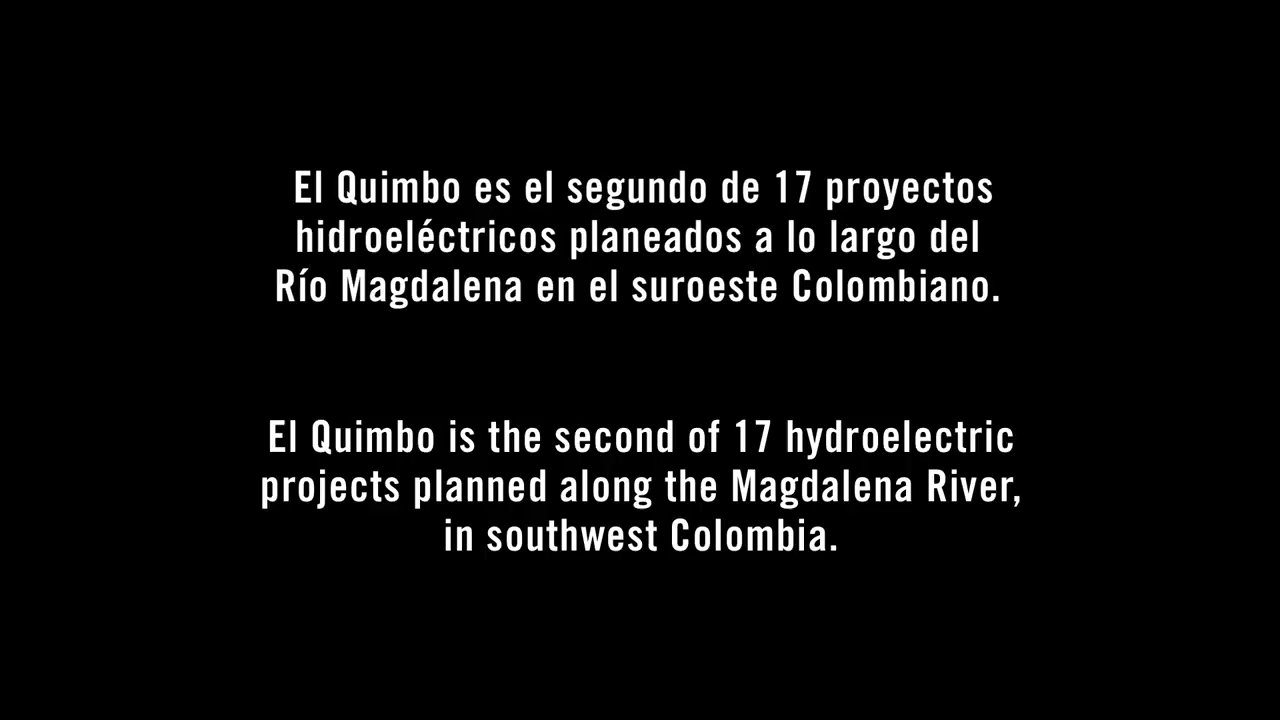 El Quimbo es el segundo de 17 proyectos
hidroeléctricos planeados a lo largo del
Río Magdalena en el suroeste Colombiano.
El Quimbo is the second of 17 hydroelectric
projects planned along the Magdalena River,
in southwest Colombia.